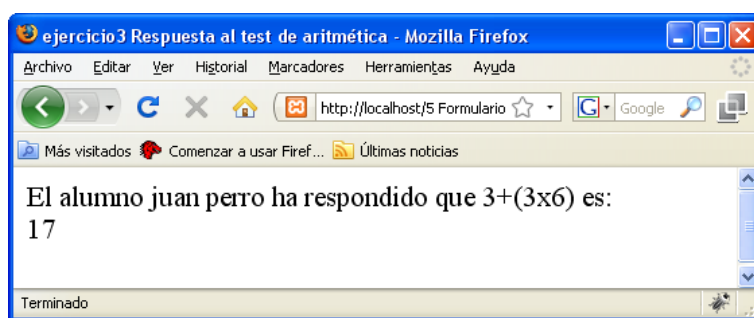 ejercicio3 Respuesta al test de aritmética - Mozilla Firefox
Archivo Editar Ver Historial Marcadores Herramientas Ayuda
http://localhost/5 Formulario G Google
Más visitados Comenzar a usar Firef... Últimas noticias
El alumno juan perro ha respondido que 3+(3x6) es:
17
Terminado